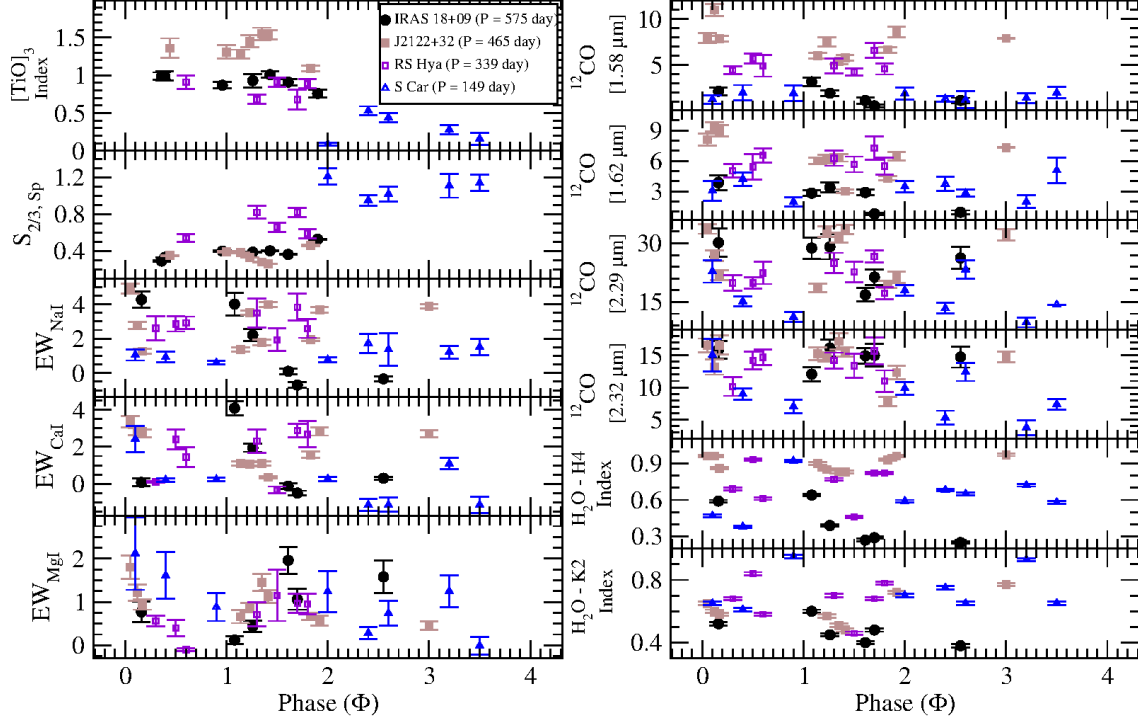 [TiO]3
Index
1.5
1
0.5
0
IRAS 18+09 (P = 575 day)
J2122+32 (P = 465 day)
RS Hya (P = 339 day)
S Car (P = 149 day)
S2/3, Sp
1.2
0.8
0.4
EWNaI
4
2
0
EWCaI
4
2
0
EWMgI
2
1
0
0 1 2 3 4
Phase (Φ)
12CO
[1.58 μm]
10
5
0
12CO
[1.62 μm]
9
6
3
12CO
[2.29 μm]
30
15
12CO
[2.32 μm]
15
10
5
H2O - H4
Index
0.9
0.6
0.3
H2O - K2
Index
0.8
0.4
0 1 2 3 4
Phase (Φ)